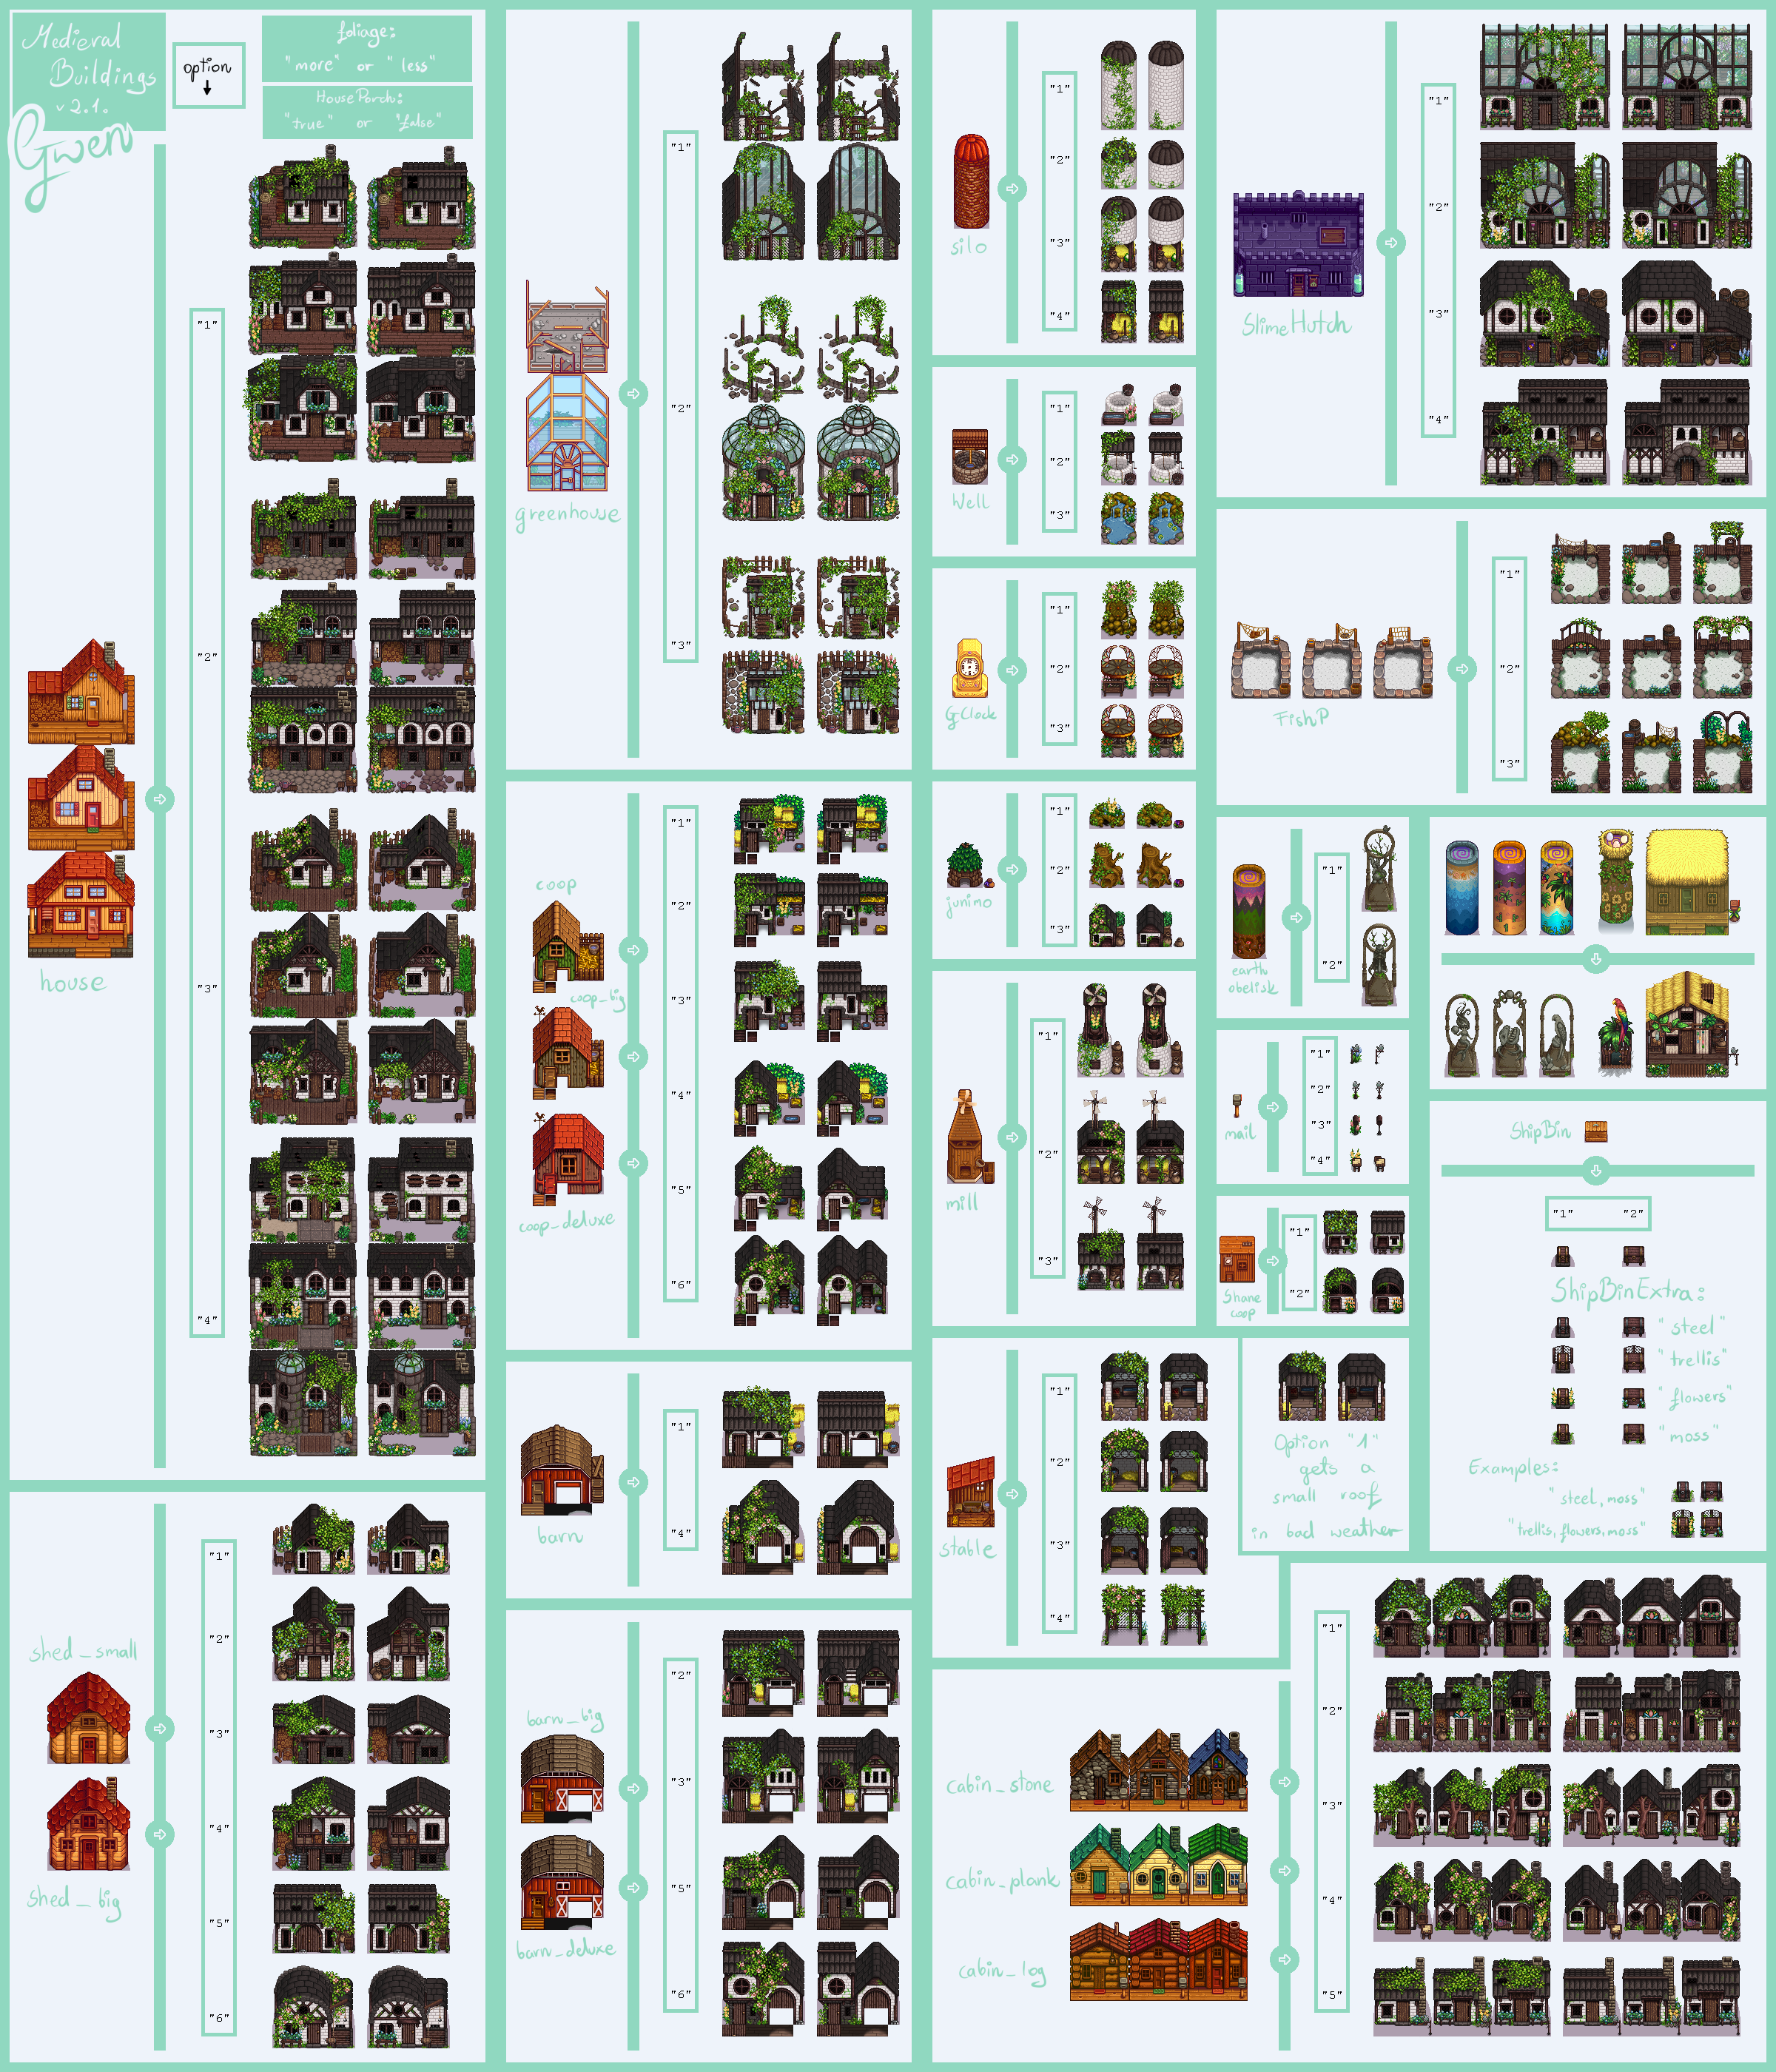 Medieval
Buildings
v 2.1.
Gwen
option
foliage:
"more" or "less"
HousePorch:
"true" or "false"
"1"
"2"
"3"
"4"
house
"1"
"2"
"3"
"4"
"5"
"6"
shed_small
shed_big
"1"
"2"
"3"
greenhouse
coop
coop_big
coop_deluxe
"1"
"2"
"3"
"4"
"5"
"6"
barn
"1"
"4"
barn_big
barn_deluxe
"2"
"3"
"5"
"6"
silo
"1"
"2"
"3"
"4"
Well
"1"
"2"
"3"
GClock
"1"
"2"
"3"
junimo
"1"
"2"
"3"
mill
"1"
"2"
"3"
stable
"1"
"2"
"3"
"4"
Option "1"
gets a
small roof
in bad weather
SlimeHutch
"1"
"2"
"3"
"4"
FishP
"1"
"2"
"3"
earth
obelisk
"1"
"2"
mail
"1"
"2"
"3"
"4"
Shane
coop
"1"
"2"
ShipBin
"1" "2"
ShipBinExtra:
"steel"
"trellis"
"flowers"
"moss"
Examples:
"steel, moss"
"trellis, flowers, moss"
cabin_stone
cabin_plank
cabin_log
"1"
"2"
"3"
"4"
"5"